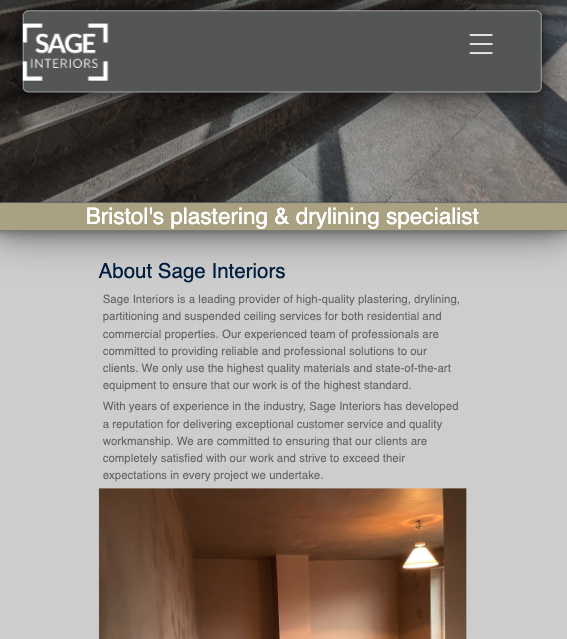 SAGE
INTERIORS
Bristol's plastering & drylining specialist
About Sage Interiors
Sage Interiors is a leading provider of high-quality plastering, drylining,
partitioning and suspended ceiling services for both residential and
commercial properties. Our experienced team of professionals are
committed to providing reliable and professional solutions to our
clients. We only use the highest quality materials and state-of-the-art
equipment to ensure that our work is of the highest standard.
With years of experience in the industry, Sage Interiors has developed
a reputation for delivering exceptional customer service and quality
workmanship. We are committed to ensuring that our clients are
completely satisfied with our work and strive to exceed their
expectations in every project we undertake.